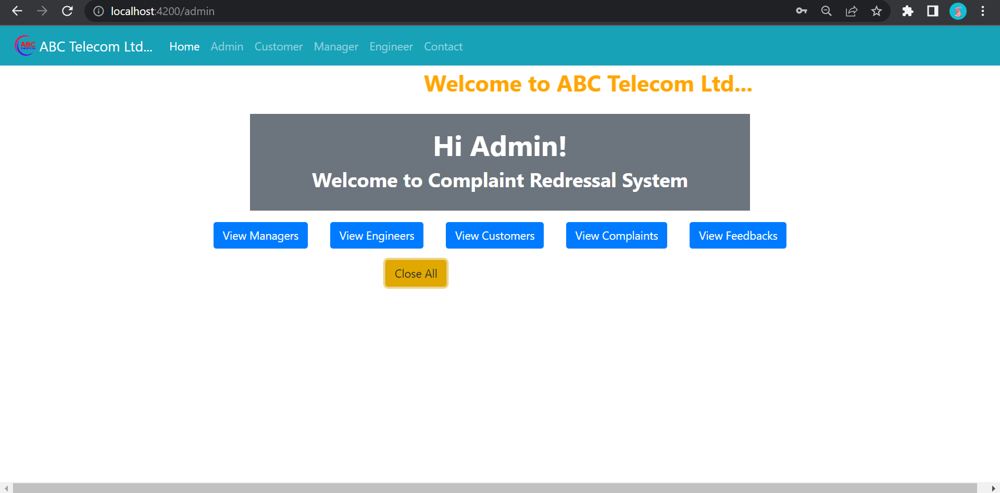 localhost:4200/admin
ABC
ABC Telecom Ltd... Home Admin Customer Manager Engineer Contact
Welcome to ABC Telecom Ltd...
Hi Admin!
Welcome to Complaint Redressal System
View Managers View Engineers View Customers View Complaints View Feedbacks
Close All